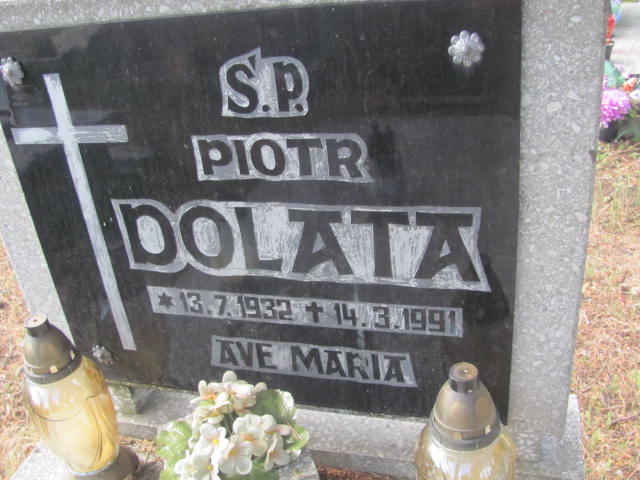 Ś.P.
PIOTR
DOLATA
✶ 13.7.1932 ✝ 14.3.1991
AVE MARIA